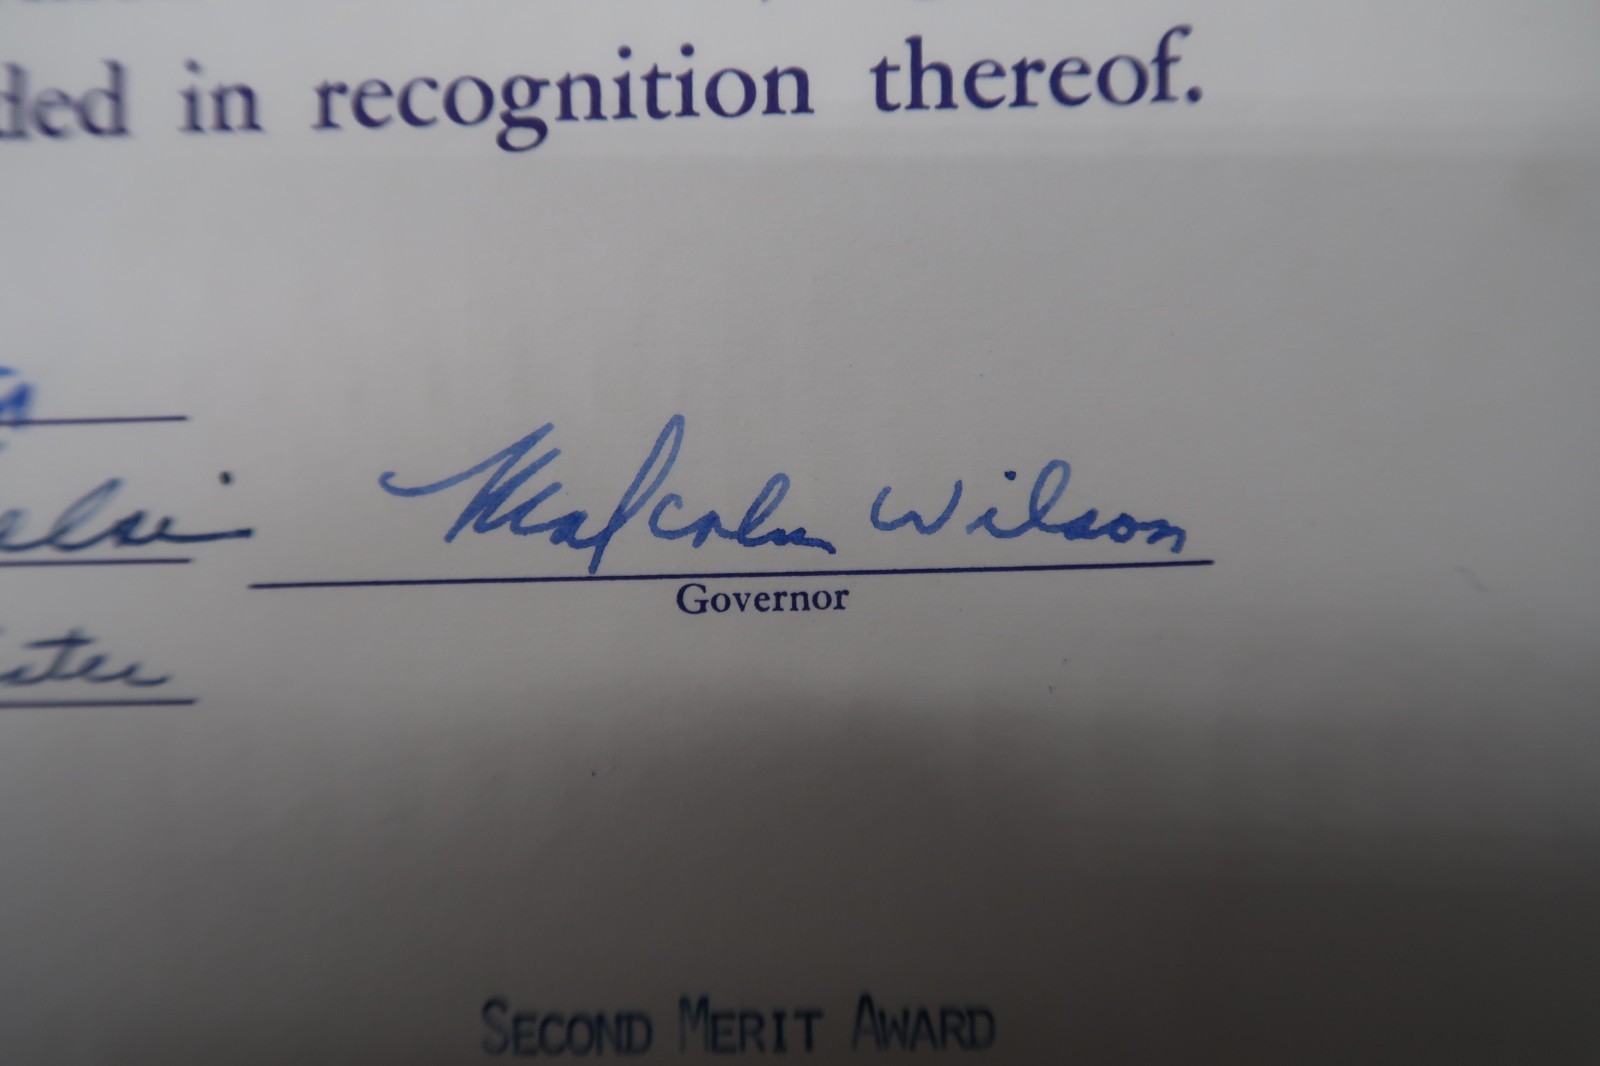 in recognition thereof.
Malcolm Wilson
Governor
SECOND MERIT AWARD